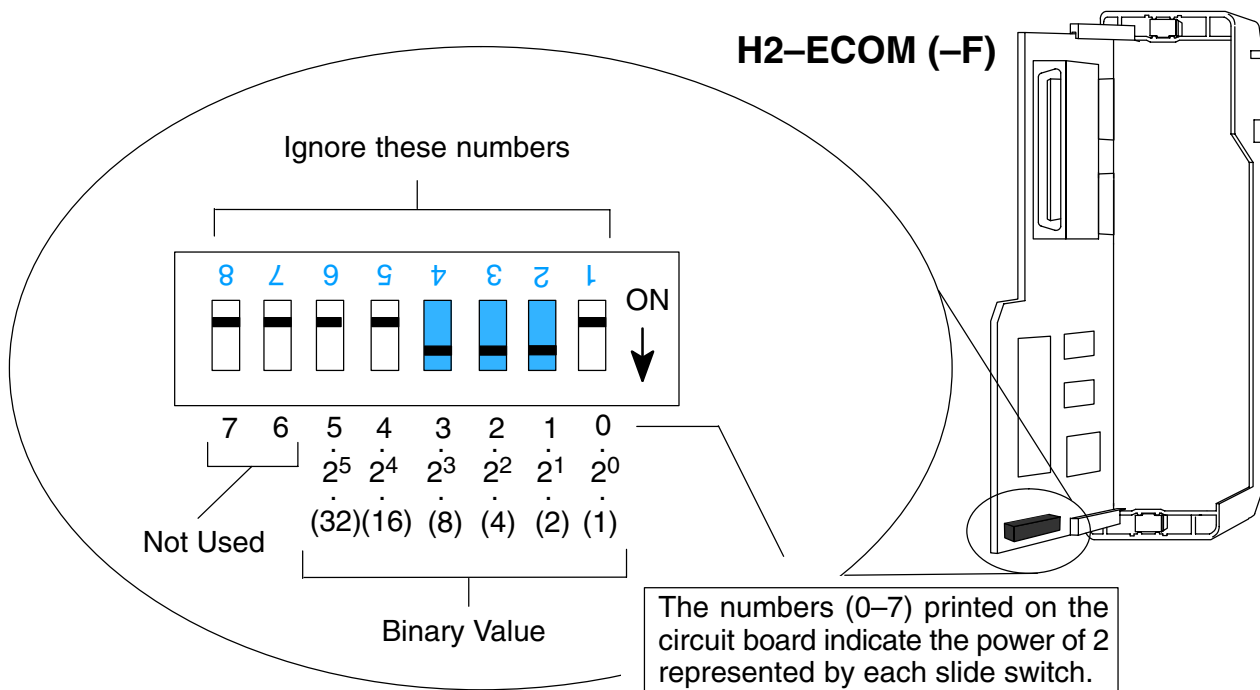 H2–ECOM (–F)
Ignore these numbers
8 7 6 5 4 3 2 1
ON
7 6 5 4 3 2 1 0
. . . . . .
2⁵ 2⁴ 2³ 2² 2¹ 2⁰
. . . . . .
(32)(16) (8) (4) (2) (1)
Not Used
Binary Value
The numbers (0–7) printed on the
circuit board indicate the power of 2
represented by each slide switch.